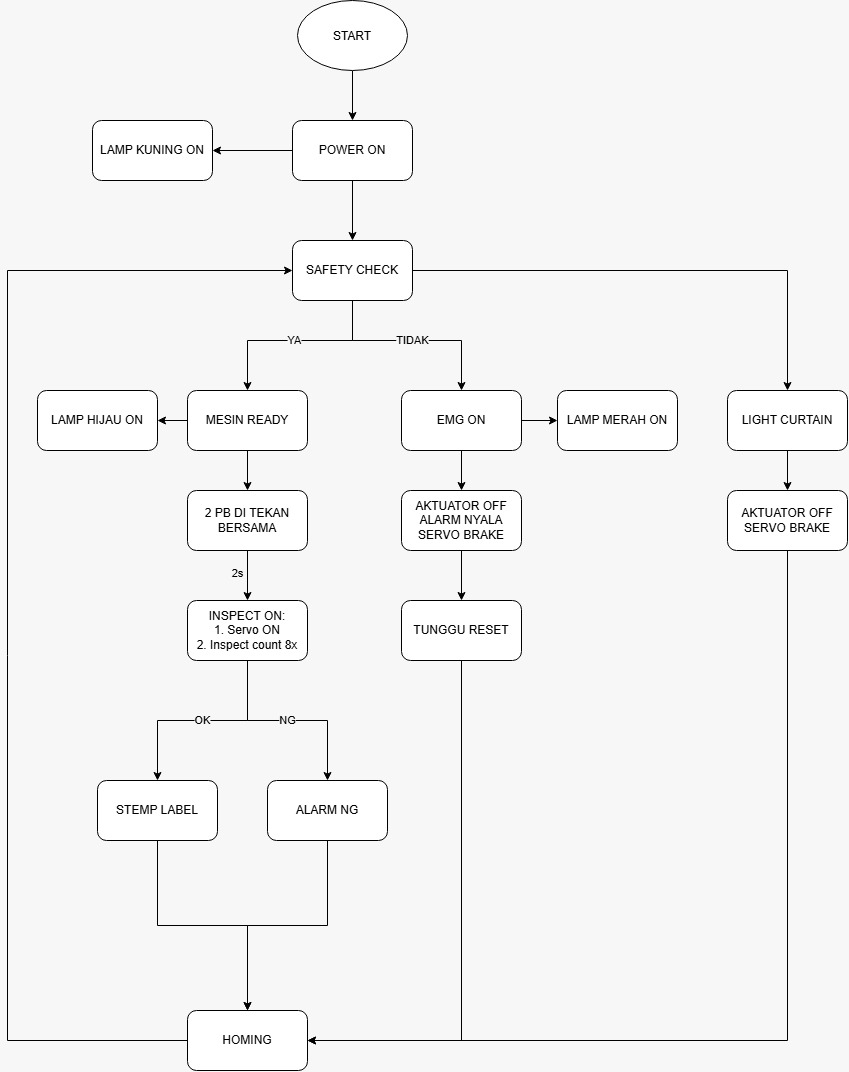 START
LAMP KUNING ON
POWER ON
SAFETY CHECK
YA
TIDAK
LAMP HIJAU ON
MESIN READY
EMG ON
LAMP MERAH ON
LIGHT CURTAIN
2 PB DI TEKAN
BERSAMA
AKTUATOR OFF
ALARM NYALA
SERVO BRAKE
AKTUATOR OFF
SERVO BRAKE
2s
INSPECT ON:
1. Servo ON
2. Inspect count 8x
TUNGGU RESET
OK
NG
STEMP LABEL
ALARM NG
HOMING